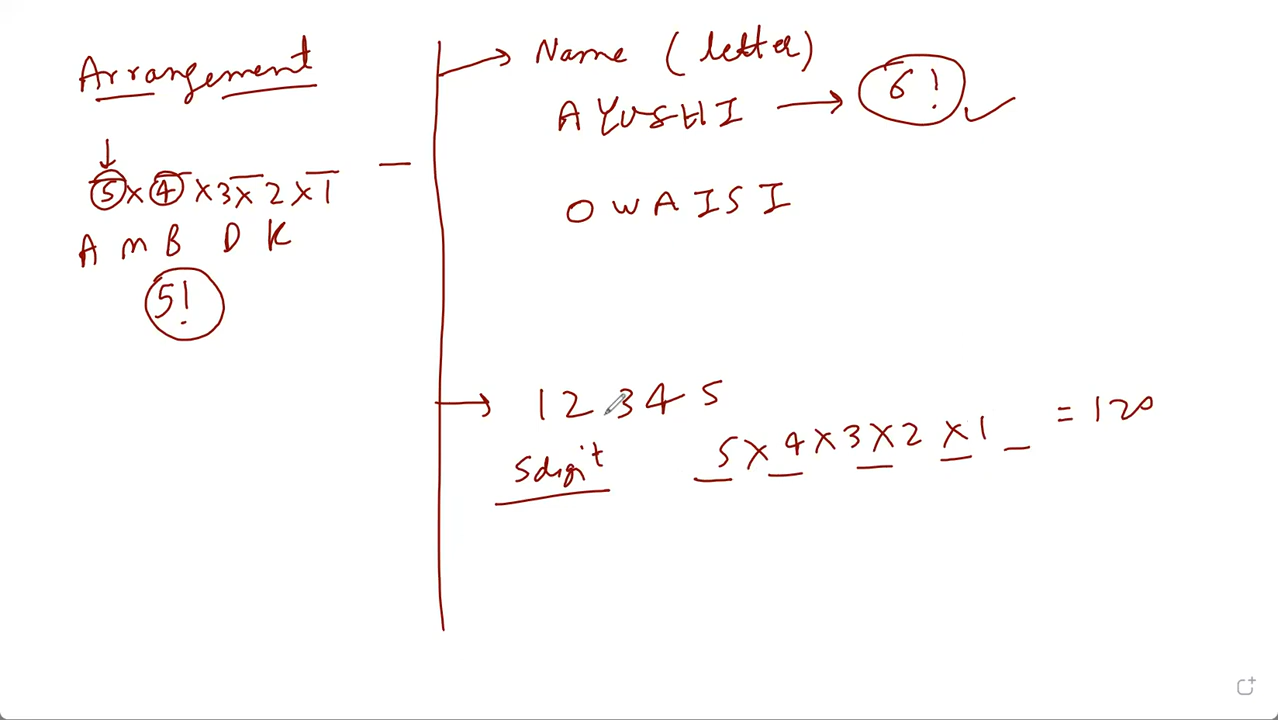 Arrangement
5 x 4 x 3 x 2 x 1
A m B D K
5!
Name (letter)
AYUSHI → 6! ✓
OWAISI
→ 1 2 3 4 5
5 digit
5 x 4 x 3 x 2 x 1 = 120